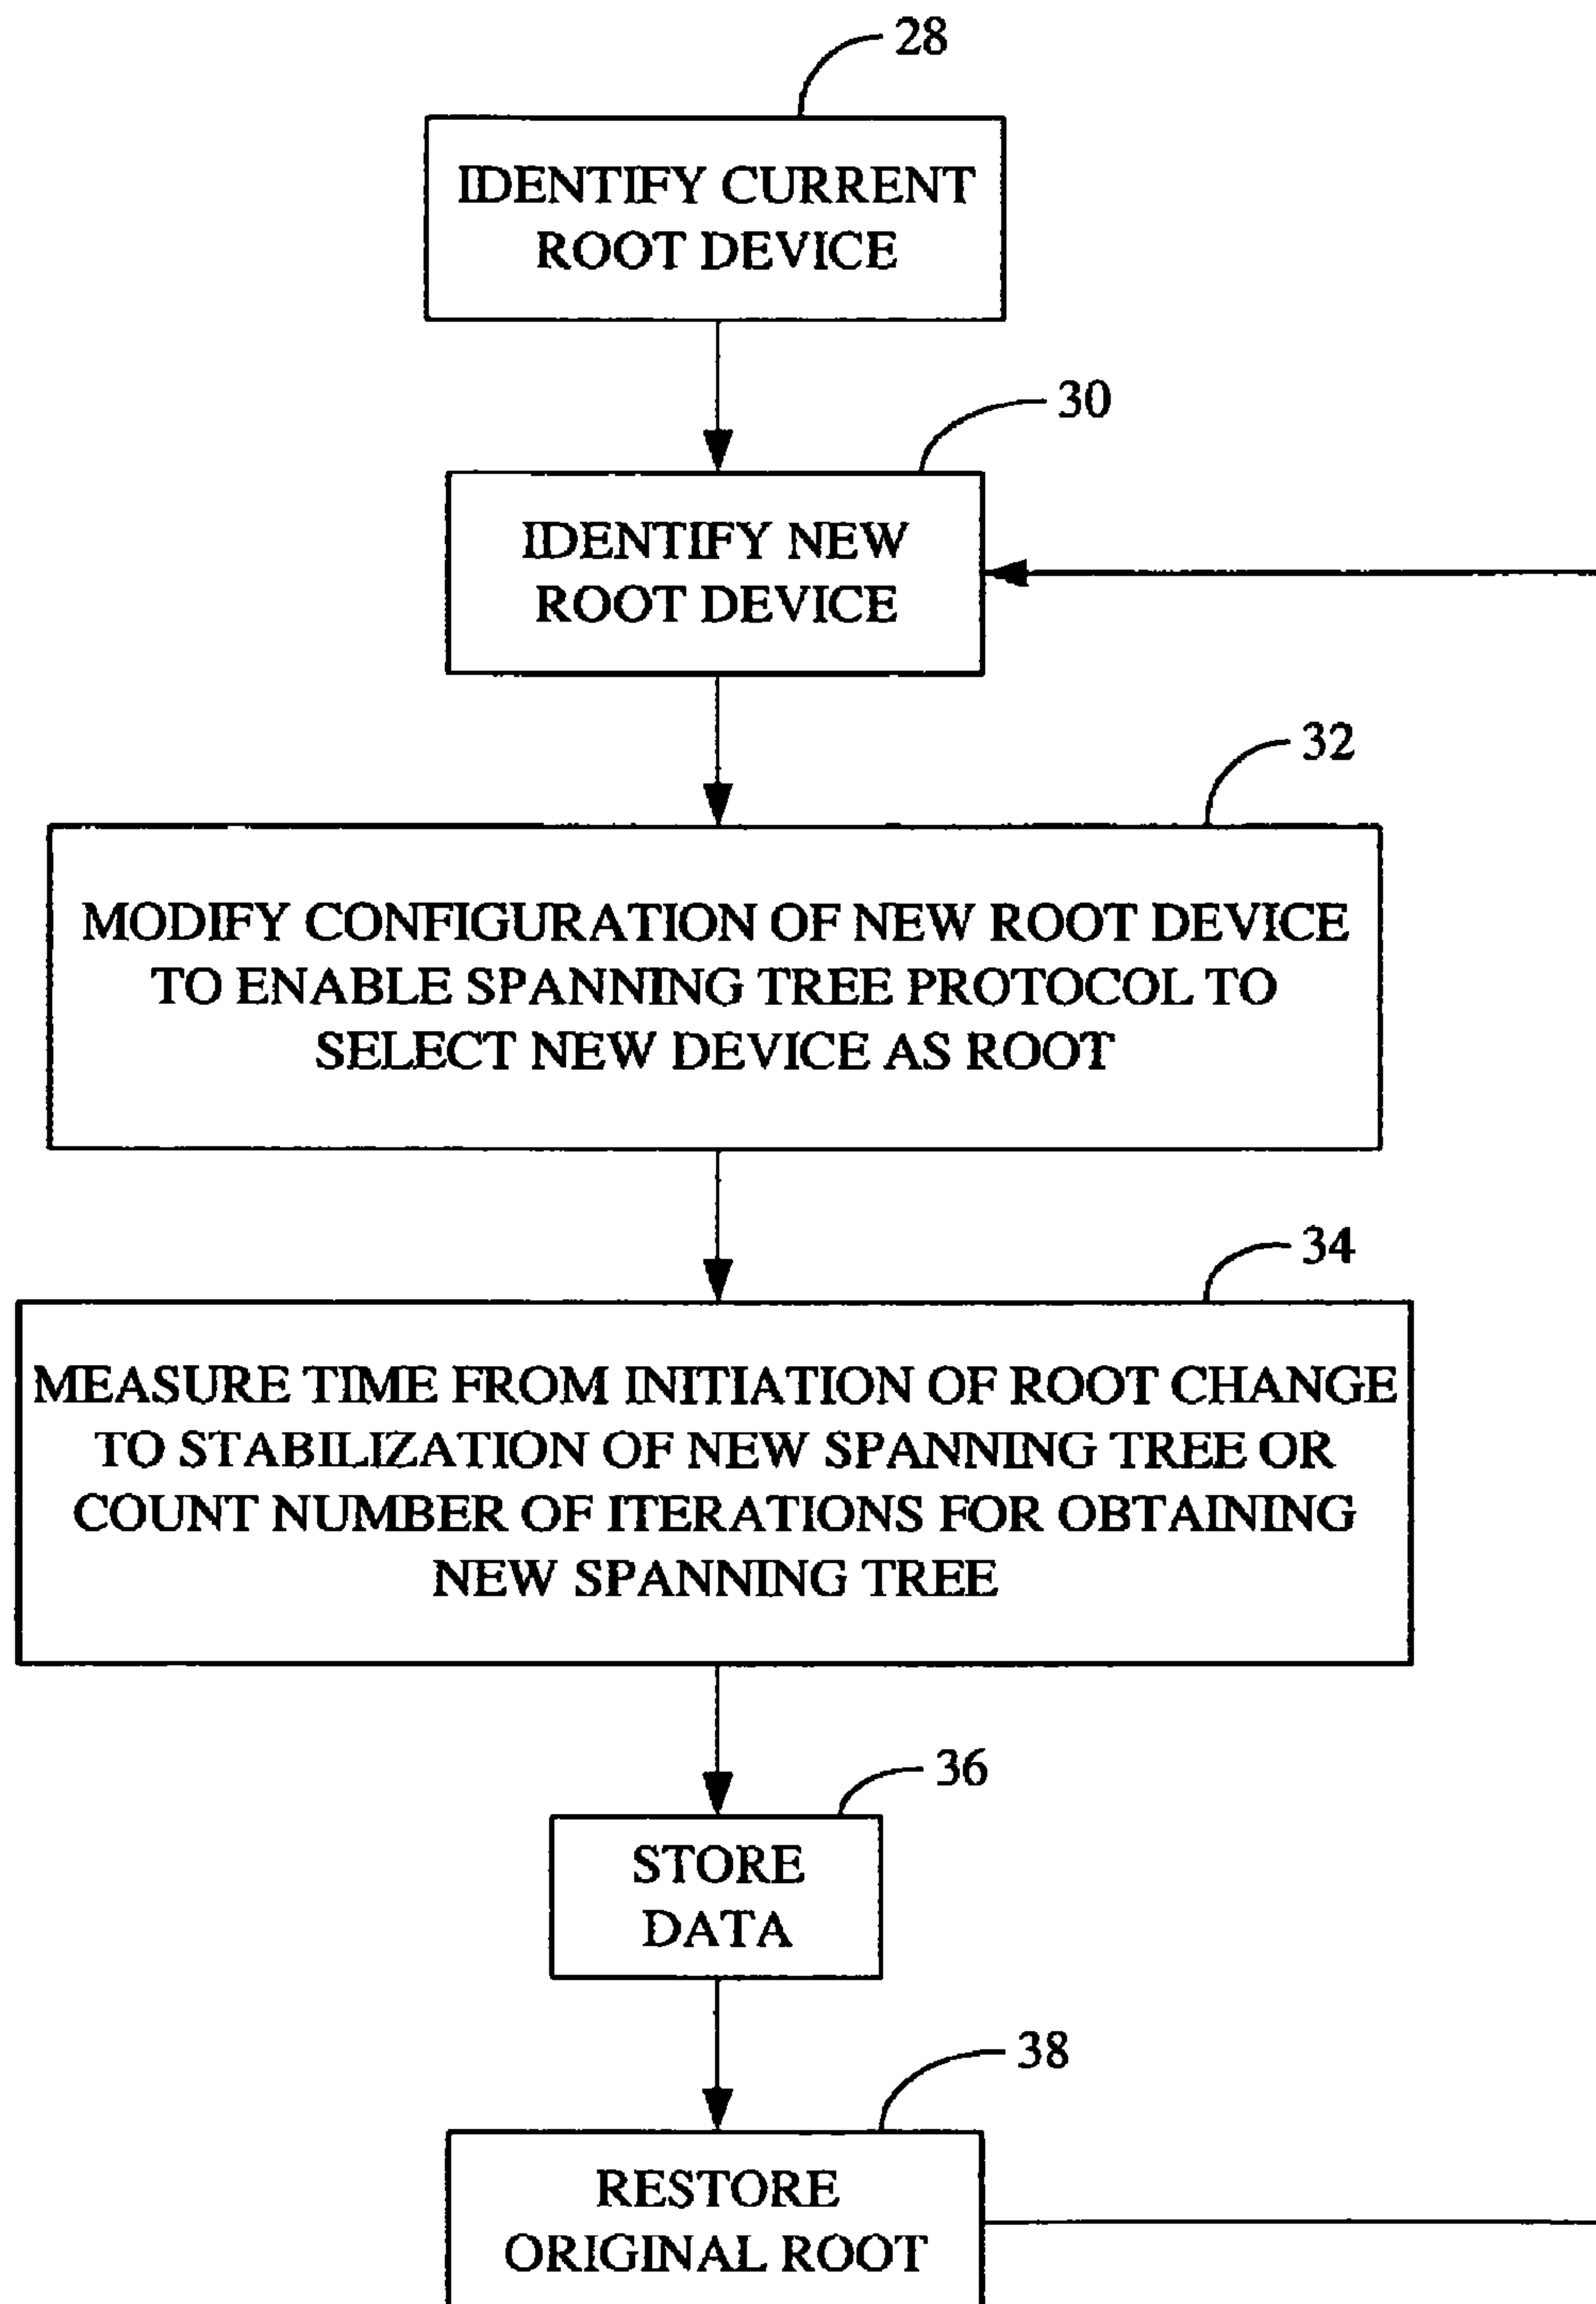 28
IDENTIFY CURRENT
ROOT DEVICE
30
IDENTIFY NEW
ROOT DEVICE
32
MODIFY CONFIGURATION OF NEW ROOT DEVICE
TO ENABLE SPANNING TREE PROTOCOL TO
SELECT NEW DEVICE AS ROOT
34
MEASURE TIME FROM INITIATION OF ROOT CHANGE
TO STABILIZATION OF NEW SPANNING TREE OR
COUNT NUMBER OF ITERATIONS FOR OBTAINING
NEW SPANNING TREE
36
STORE
DATA
38
RESTORE
ORIGINAL ROOT